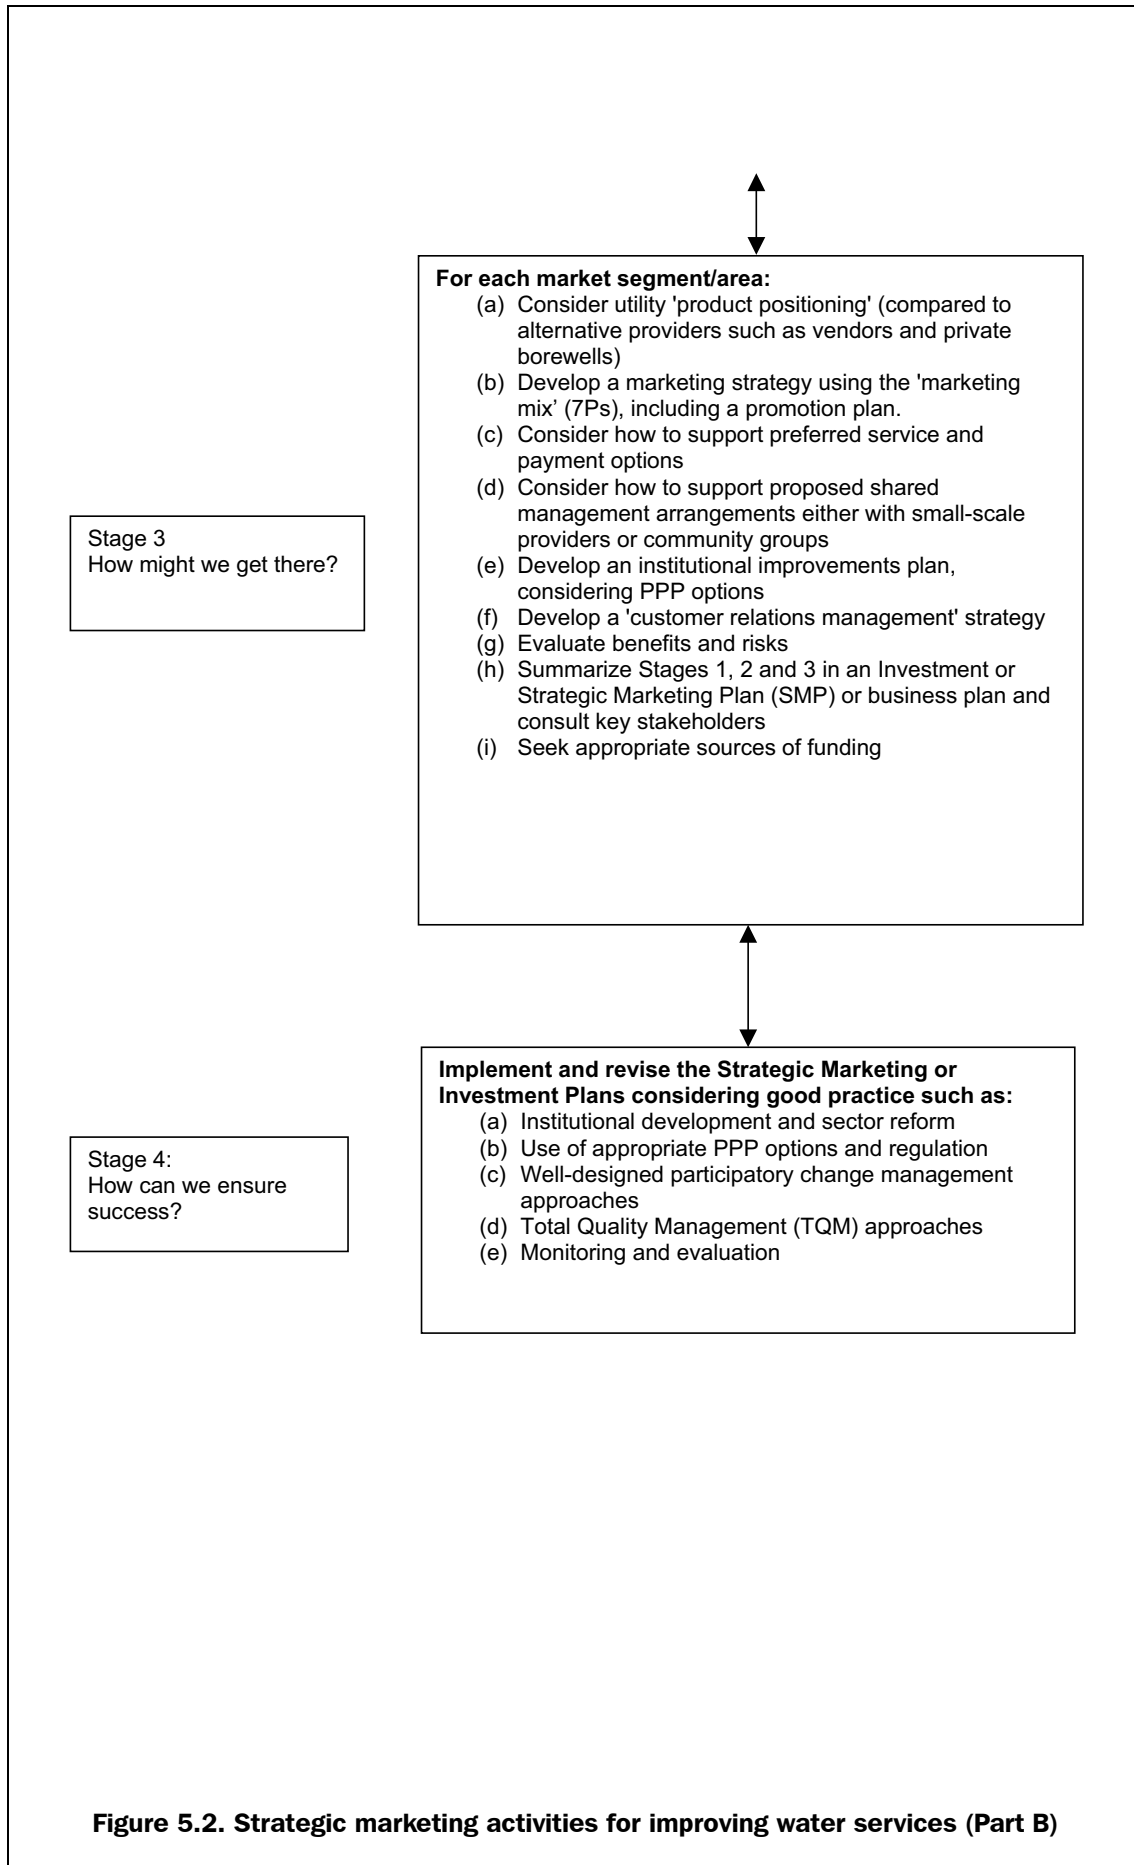 For each market segment/area:
(a) Consider utility 'product positioning' (compared to
alternative providers such as vendors and private
borewells)
(b) Develop a marketing strategy using the 'marketing
mix’ (7Ps), including a promotion plan.
(c) Consider how to support preferred service and
payment options
(d) Consider how to support proposed shared
management arrangements either with small-scale
providers or community groups
(e) Develop an institutional improvements plan,
considering PPP options
(f) Develop a 'customer relations management' strategy
(g) Evaluate benefits and risks
(h) Summarize Stages 1, 2 and 3 in an Investment or
Strategic Marketing Plan (SMP) or business plan and
consult key stakeholders
(i) Seek appropriate sources of funding
Stage 3
How might we get there?
Implement and revise the Strategic Marketing or
Investment Plans considering good practice such as:
(a) Institutional development and sector reform
(b) Use of appropriate PPP options and regulation
(c) Well-designed participatory change management
approaches
(d) Total Quality Management (TQM) approaches
(e) Monitoring and evaluation
Stage 4:
How can we ensure
success?
Figure 5.2. Strategic marketing activities for improving water services (Part B)